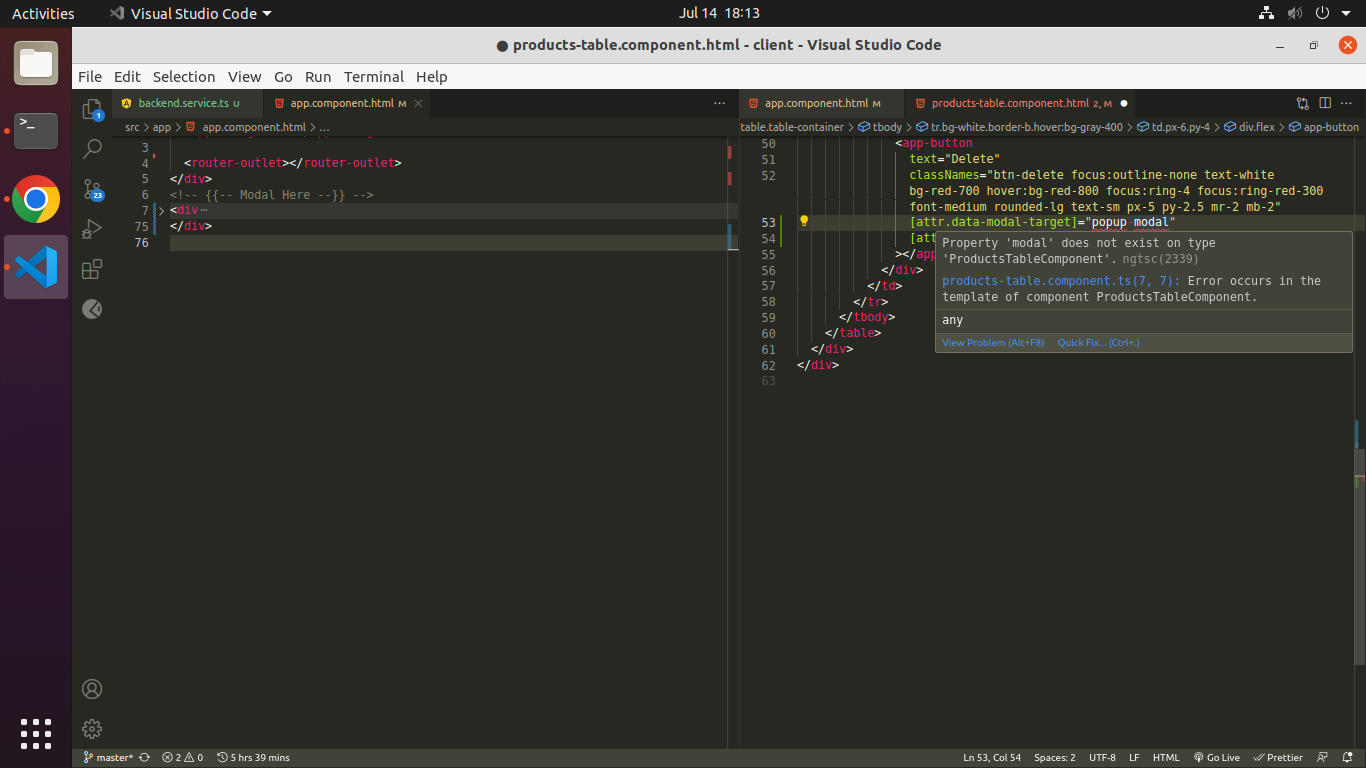 Activities
Visual Studio Code
Jul 14 18:13
● products-table.component.html - client - Visual Studio Code
File Edit Selection View Go Run Terminal Help
backend.service.ts U
app.component.html M
app.component.html M
products-table.component.html 2, M
src > app > app.component.html > ...
table.table-container > tbody > tr.bg-white.border-b.hover:bg-gray-400 > td.px-6.py-4 > div.flex > app-button
3
4 <router-outlet></router-outlet>
5 </div>
6 <!-- {{-- Modal Here --}} -->
7 <div
75 </div>
76
50 <app-button
51 text="Delete"
52 classNames="btn-delete focus:outline-none text-white
bg-red-700 hover:bg-red-800 focus:ring-4 focus:ring-red-300
font-medium rounded-lg text-sm px-5 py-2.5 mr-2 mb-2"
53 [attr.data-modal-target]="popup-modal"
54 [att
55 ></app
56 </div>
57 </td>
58 </tr>
59 </tbody>
60 </table>
61 </div>
62 </div>
63
Property 'modal' does not exist on type
'ProductsTableComponent'. ngtsc(2339)
products-table.component.ts(7, 7): Error occurs in the
template of component ProductsTableComponent.
any
View Problem (Alt+F8) Quick Fix... (Ctrl+.)
1
23
master* 2 0 5 hrs 39 mins
Ln 53, Col 54 Spaces: 2 UTF-8 LF HTML Go Live Prettier